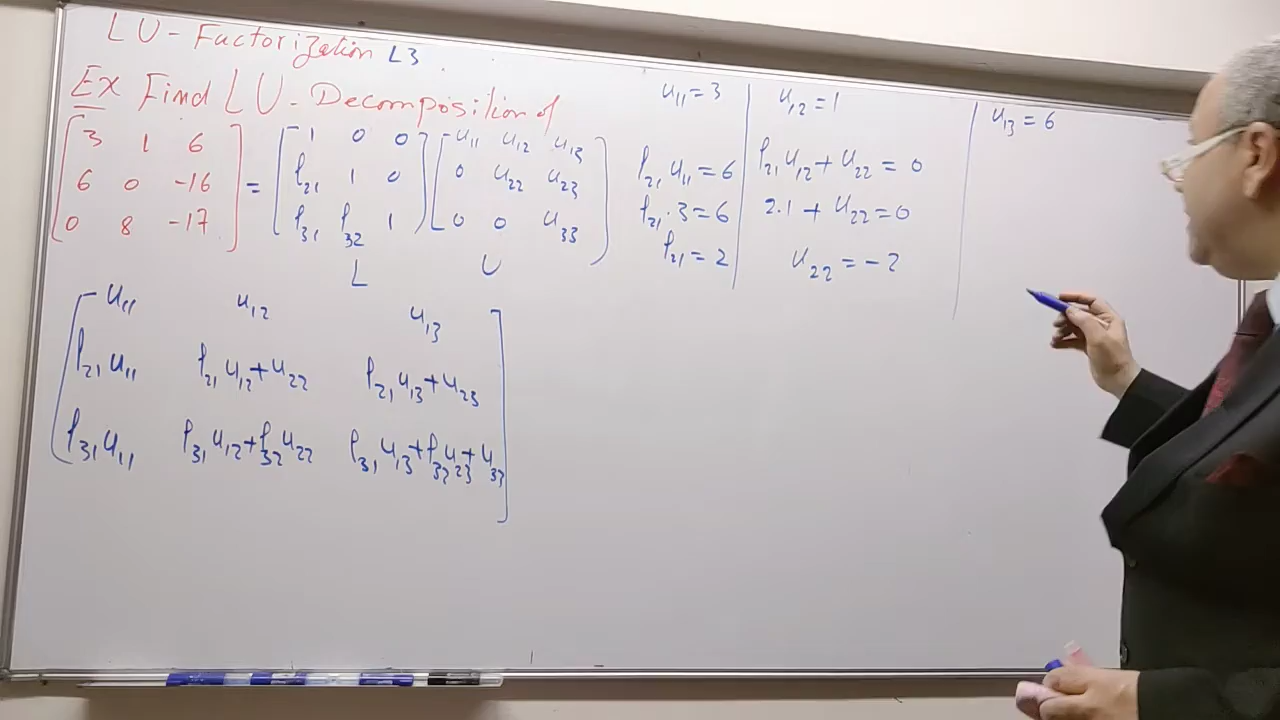 LU-Factorization L3
Ex Find LU-Decomposition of
[3 1 6; 6 0 -16; 0 8 -17] = [1 0 0; l₂₁ 1 0; l₃₁ l₃₂ 1] [u₁₁ u₁₂ u₁₃; 0 u₂₂ u₂₃; 0 0 u₃₃]
L U
u₁₁ u₁₂ u₁₃
l₂₁ u₁₁ l₂₁ u₁₂+u₂₂ l₂₁ u₁₃+u₂₃
l₃₁ u₁₁ l₃₁ u₁₂+l₃₂ u₂₂ l₃₁ u₁₃+l₃₂ u₂₃+u₃₃
u₁₁=3
l₂₁ u₁₁=6
l₂₁·3=6
l₂₁=2
u₁₂=1
l₂₁ u₁₂+u₂₂=0
2·1+u₂₂=0
u₂₂=-2
u₁₃=6